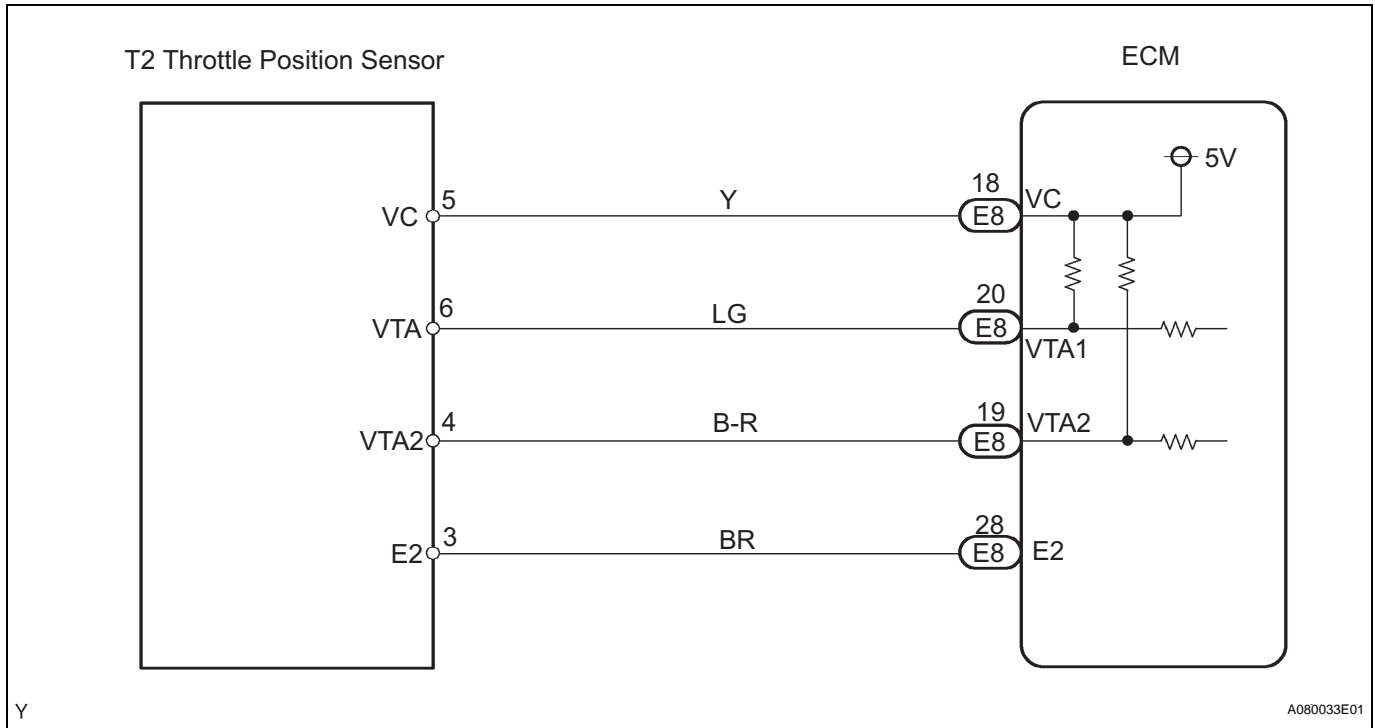 T2 Throttle Position Sensor
ECM
5V
VC 5 Y 18 E8 VC
VTA 6 LG 20 E8 VTA1
VTA2 4 B-R 19 E8 VTA2
E2 3 BR 28 E8 E2
Y
A080033E01